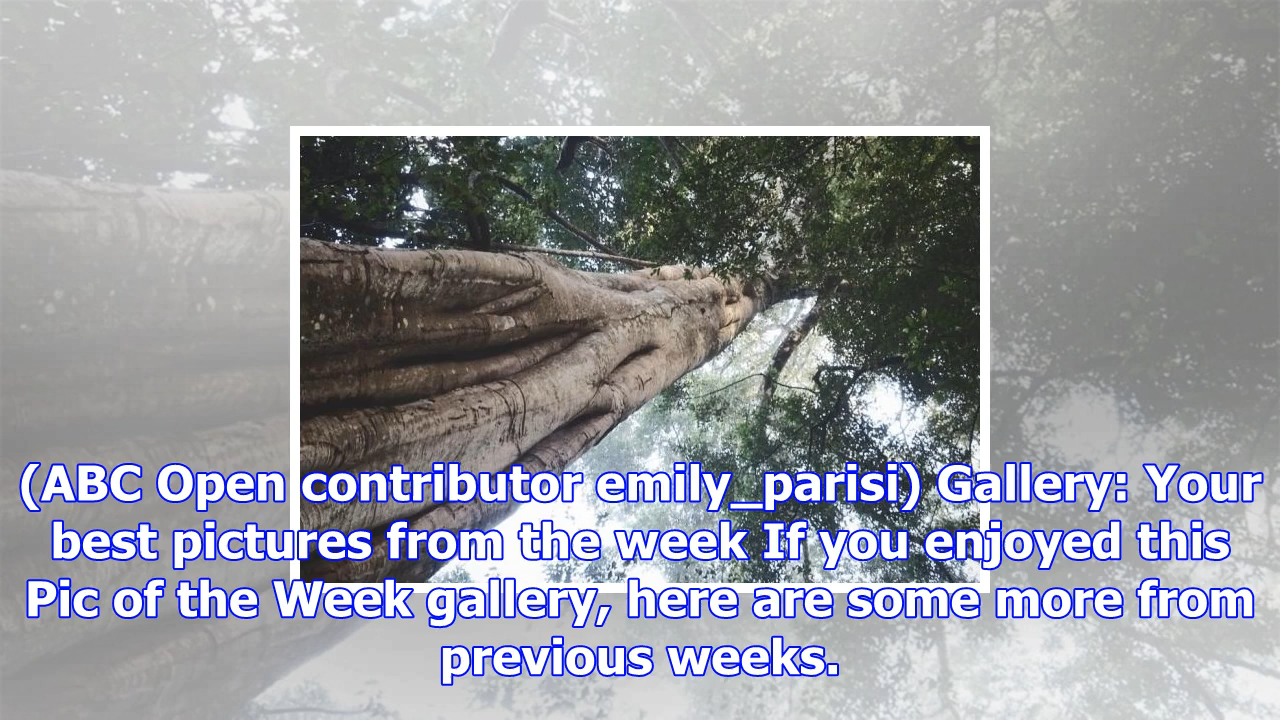 (ABC Open contributor emily_parisi) Gallery: Your
best pictures from the week If you enjoyed this
Pic of the Week gallery, here are some more from
previous weeks.